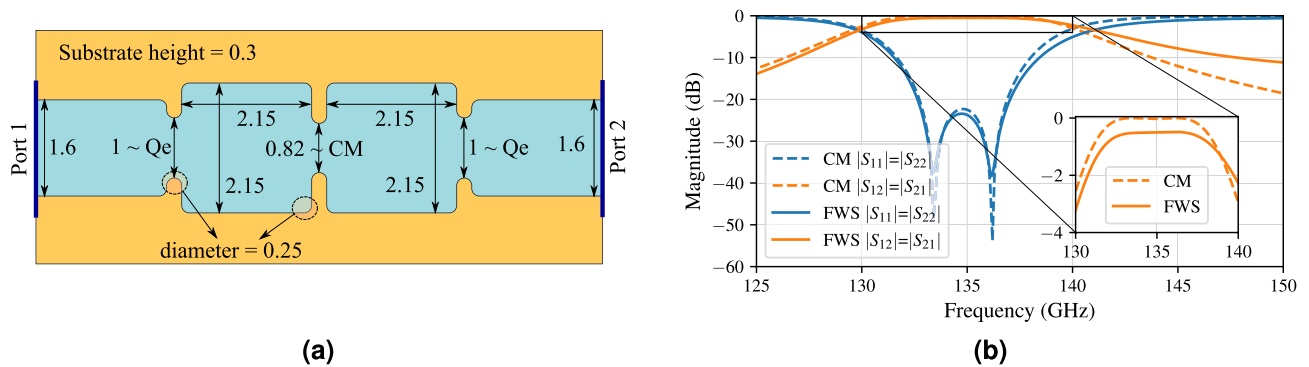 Substrate height = 0.3
Port 1
1.6
1 ~ Qe
2.15
2.15
0.82 ~ CM
2.15
1 ~ Qe
1.6
Port 2
diameter = 0.25
(a)
Magnitude (dB)
0
−10
−20
−30
−40
−50
−60
125
130
135
140
145
150
Frequency (GHz)
CM |S11|=|S22|
CM |S12|=|S21|
FWS |S11|=|S22|
FWS |S12|=|S21|
0
−2
−4
130
135
140
CM
FWS
(b)